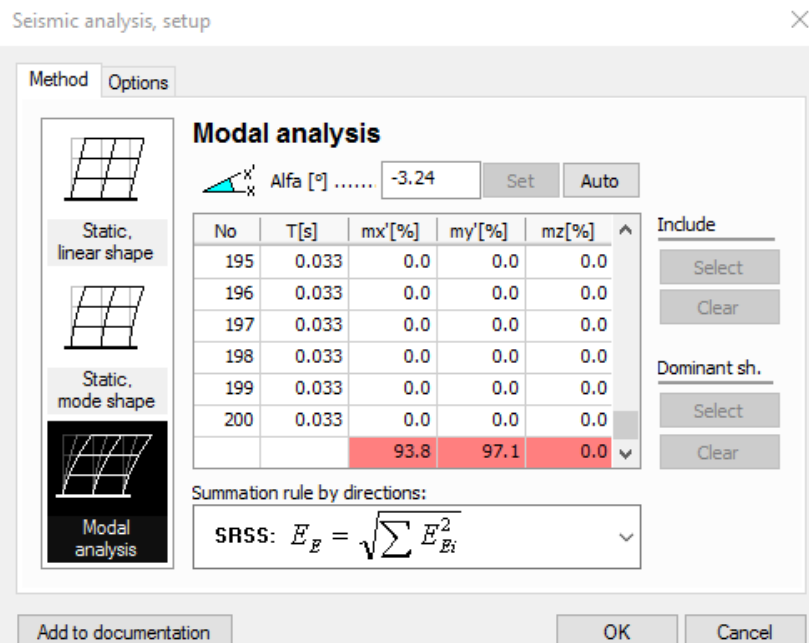 Seismic analysis, setup
Method Options
Static,
linear shape
Static,
mode shape
Modal
analysis
Modal analysis
x'
x
Alfa [°] ...... -3.24 Set Auto
No T[s] mx'[%] my'[%] mz[%]
195 0.033 0.0 0.0 0.0
196 0.033 0.0 0.0 0.0
197 0.033 0.0 0.0 0.0
198 0.033 0.0 0.0 0.0
199 0.033 0.0 0.0 0.0
200 0.033 0.0 0.0 0.0
93.8 97.1 0.0
Include
Select
Clear
Dominant sh.
Select
Clear
Summation rule by directions:
SRSS: E_E = √∑ E_Ei^2
Add to documentation OK Cancel